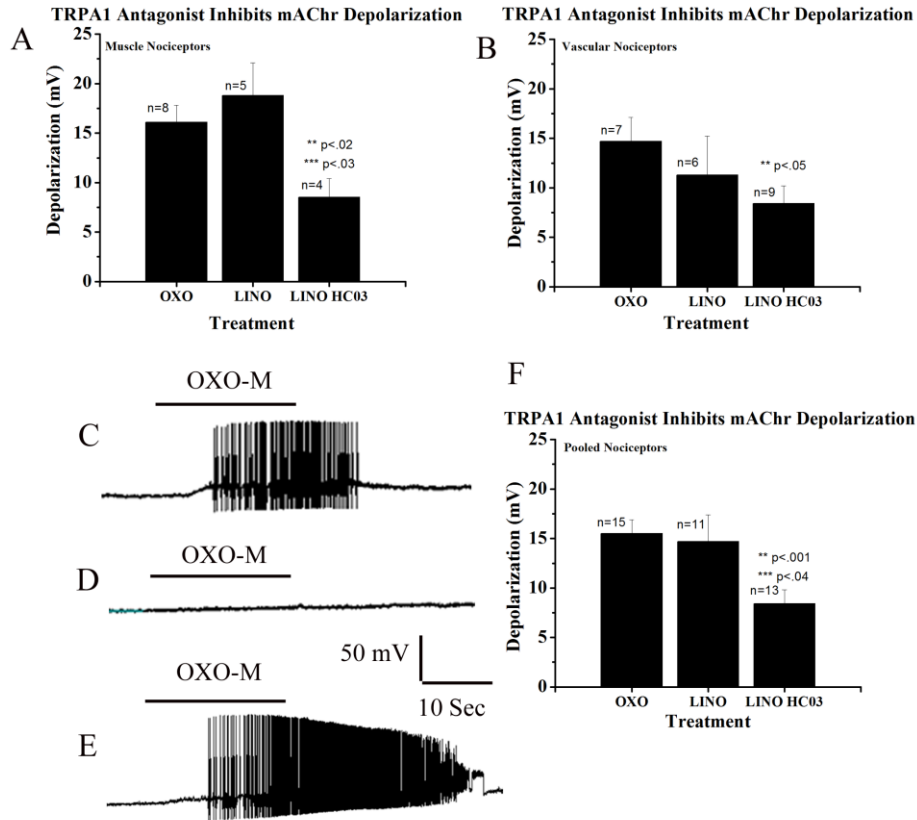 TRPA1 Antagonist Inhibits mAChr Depolarization
A
Muscle Nociceptors
Depolarization (mV)
25
20
15
10
5
0
n=8
n=5
** p<.02
*** p<.03
n=4
OXO LINO LINO HC03
Treatment
TRPA1 Antagonist Inhibits mAChr Depolarization
B
Vascular Nociceptors
Depolarization (mV)
25
20
15
10
5
0
n=7
n=6
** p<.05
n=9
OXO LINO LINO HC03
Treatment
OXO-M
C
OXO-M
D
50 mV
10 Sec
OXO-M
E
F
TRPA1 Antagonist Inhibits mAChr Depolarization
Pooled Nociceptors
Depolarization (mV)
25
20
15
10
5
0
n=15
n=11
** p<.001
*** p<.04
n=13
OXO LINO LINO HC03
Treatment